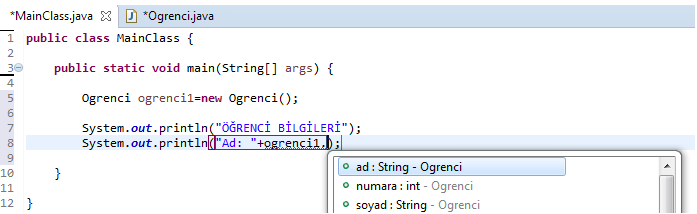 *MainClass.java *Ogrenci.java
1 public class MainClass {
2
3 public static void main(String[] args) {
4
5 Ogrenci ogrenci1=new Ogrenci();
6
7 System.out.println("ÖĞRENCİ BİLGİLERİ");
8 System.out.println("Ad: "+ogrenci1.);
9 ad : String - Ogrenci
10 } numara : int - Ogrenci
11 soyad : String - Ogrenci
12 }